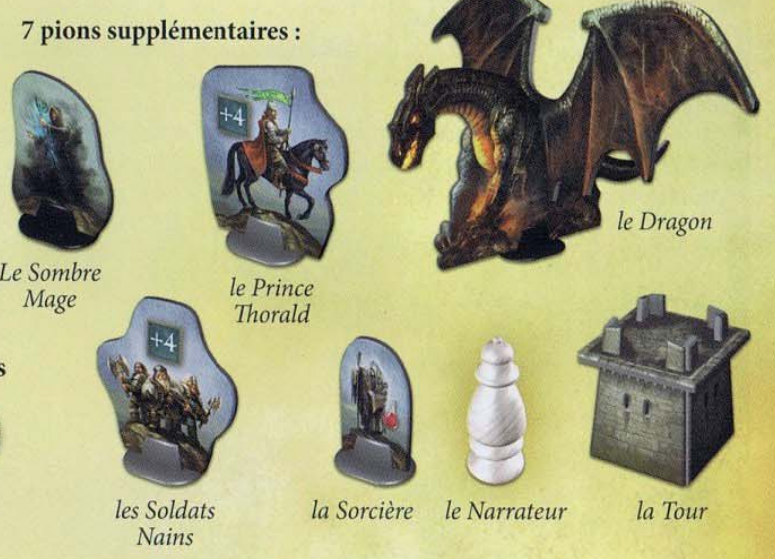 7 pions supplémentaires :
+4
le Dragon
Le Sombre
Mage
le Prince
Thorald
+4
s
les Soldats
Nains
la Sorcière
le Narrateur
la Tour